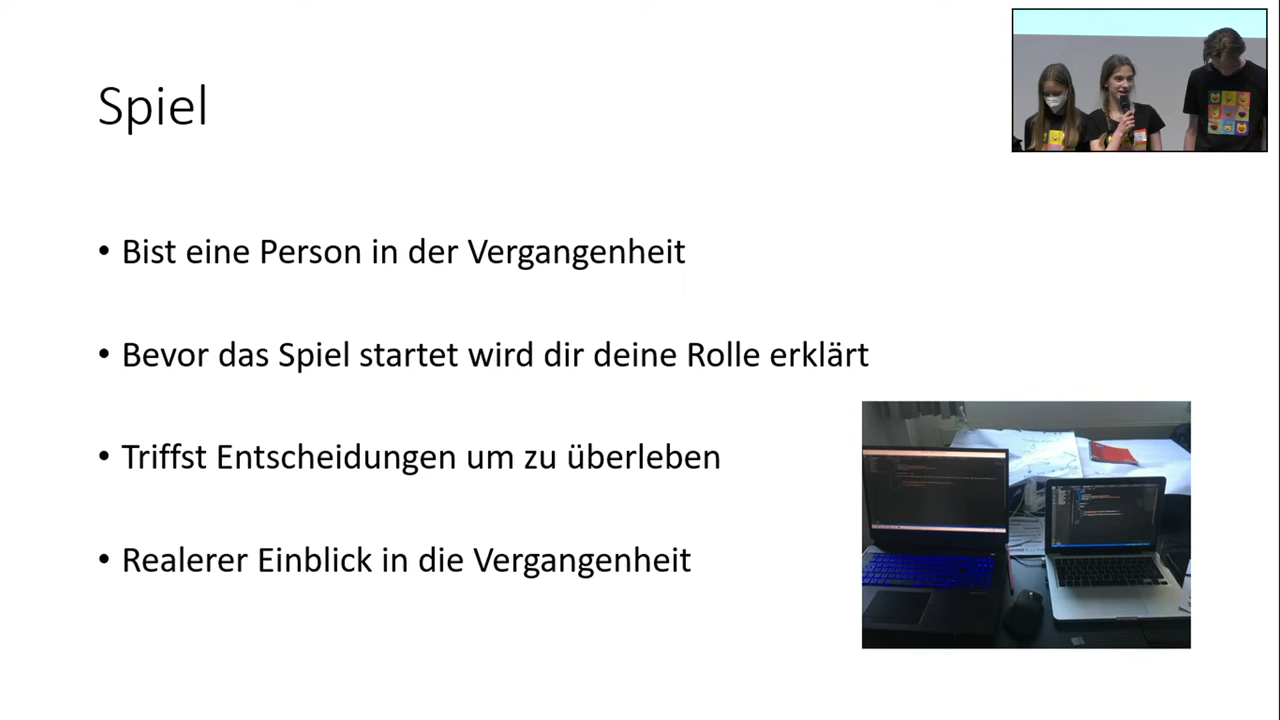 Spiel
• Bist eine Person in der Vergangenheit
• Bevor das Spiel startet wird dir deine Rolle erklärt
• Triffst Entscheidungen um zu überleben
• Realerer Einblick in die Vergangenheit